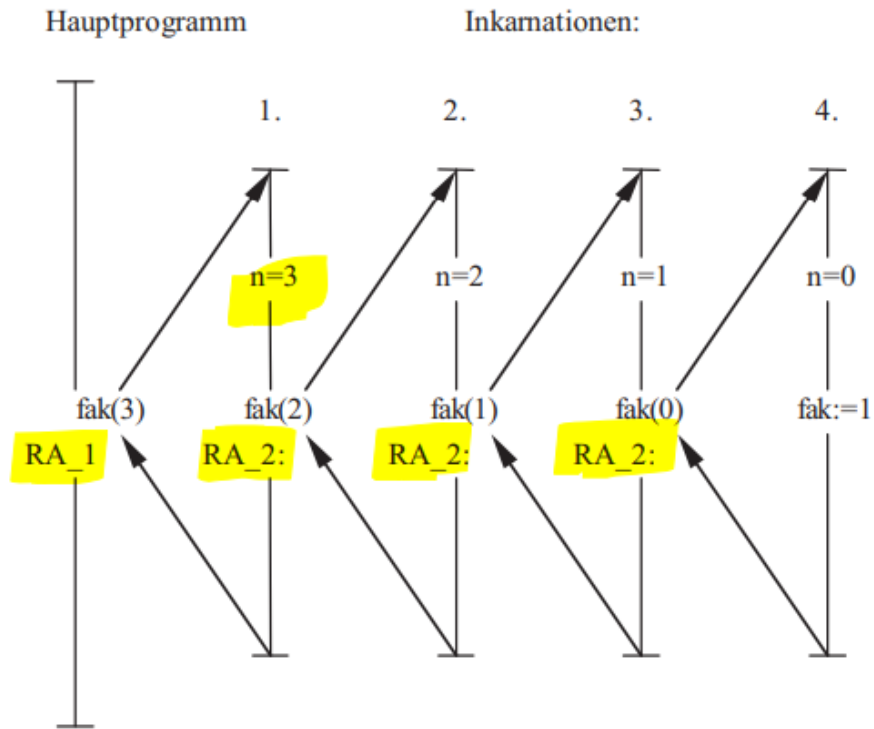 Hauptprogramm Inkarnationen:
1. 2. 3. 4.
n=3 n=2 n=1 n=0
fak(3) fak(2) fak(1) fak(0) fak:=1
RA_1 RA_2: RA_2: RA_2: